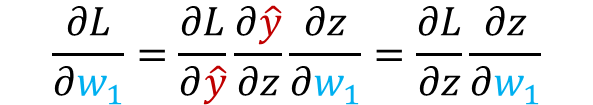 ∂L/∂w₁ = ∂L/∂ŷ ∂ŷ/∂z ∂z/∂w₁ = ∂L/∂z ∂z/∂w₁